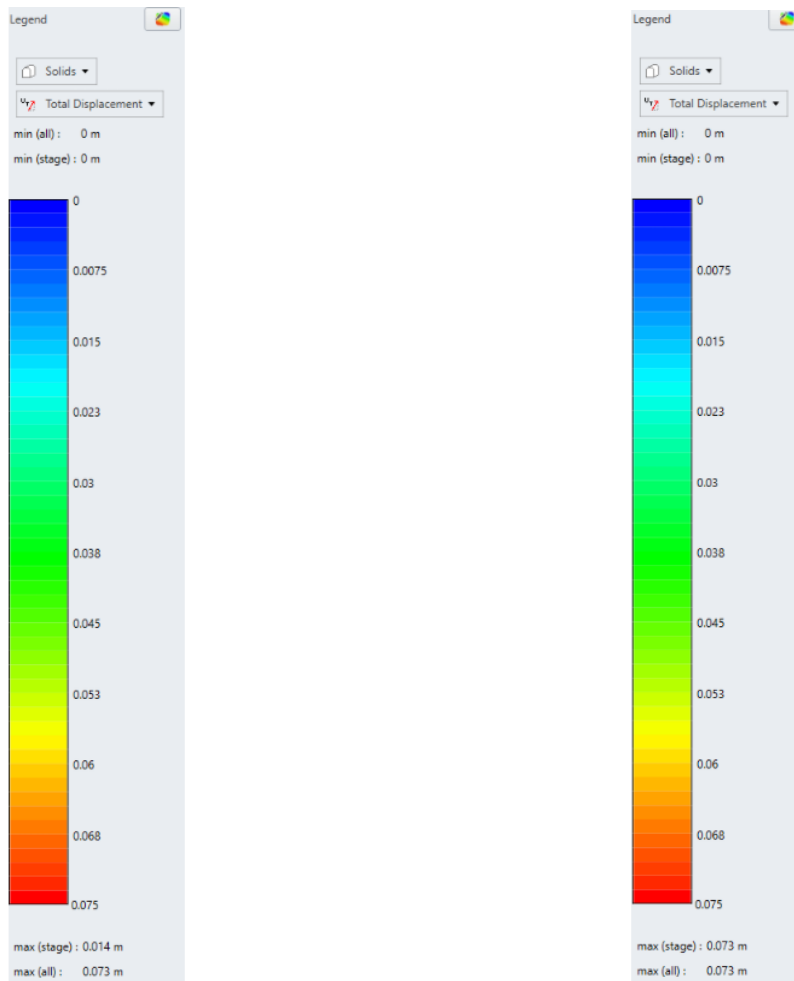 Legend
Solids
UT Total Displacement
min (all) : 0 m
min (stage) : 0 m
0
0.0075
0.015
0.023
0.03
0.038
0.045
0.053
0.06
0.068
0.075
max (stage) : 0.014 m
max (all) : 0.073 m
Legend
Solids
UT Total Displacement
min (all) : 0 m
min (stage) : 0 m
0
0.0075
0.015
0.023
0.03
0.038
0.045
0.053
0.06
0.068
0.075
max (stage) : 0.073 m
max (all) : 0.073 m